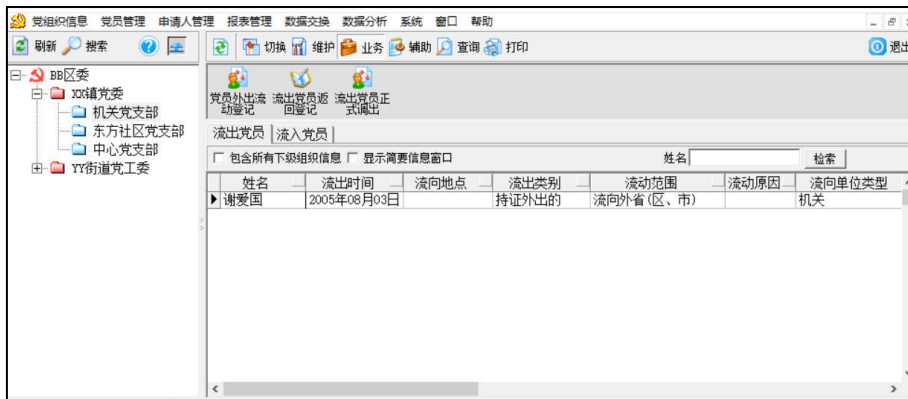 党组织信息 党员管理 申请人管理 报表管理 数据交换 数据分析 系统 窗口 帮助
刷新 搜索 切换 维护 业务 辅助 查询 打印 退出
BB区委
XX镇党委
机关党支部
东方社区党支部
中心党支部
YY街道党工委
党员外出流动登记 流出党员返回登记 流出党员正式调出
流出党员 流入党员
包含所有下级组织信息 显示简要信息窗口 姓名 检索
姓名 流出时间 流向地点 流出类别 流动范围 流动原因 流向单位类型
谢爱国 2005年08月03日 持证外出的 流向外省(区、市) 机关